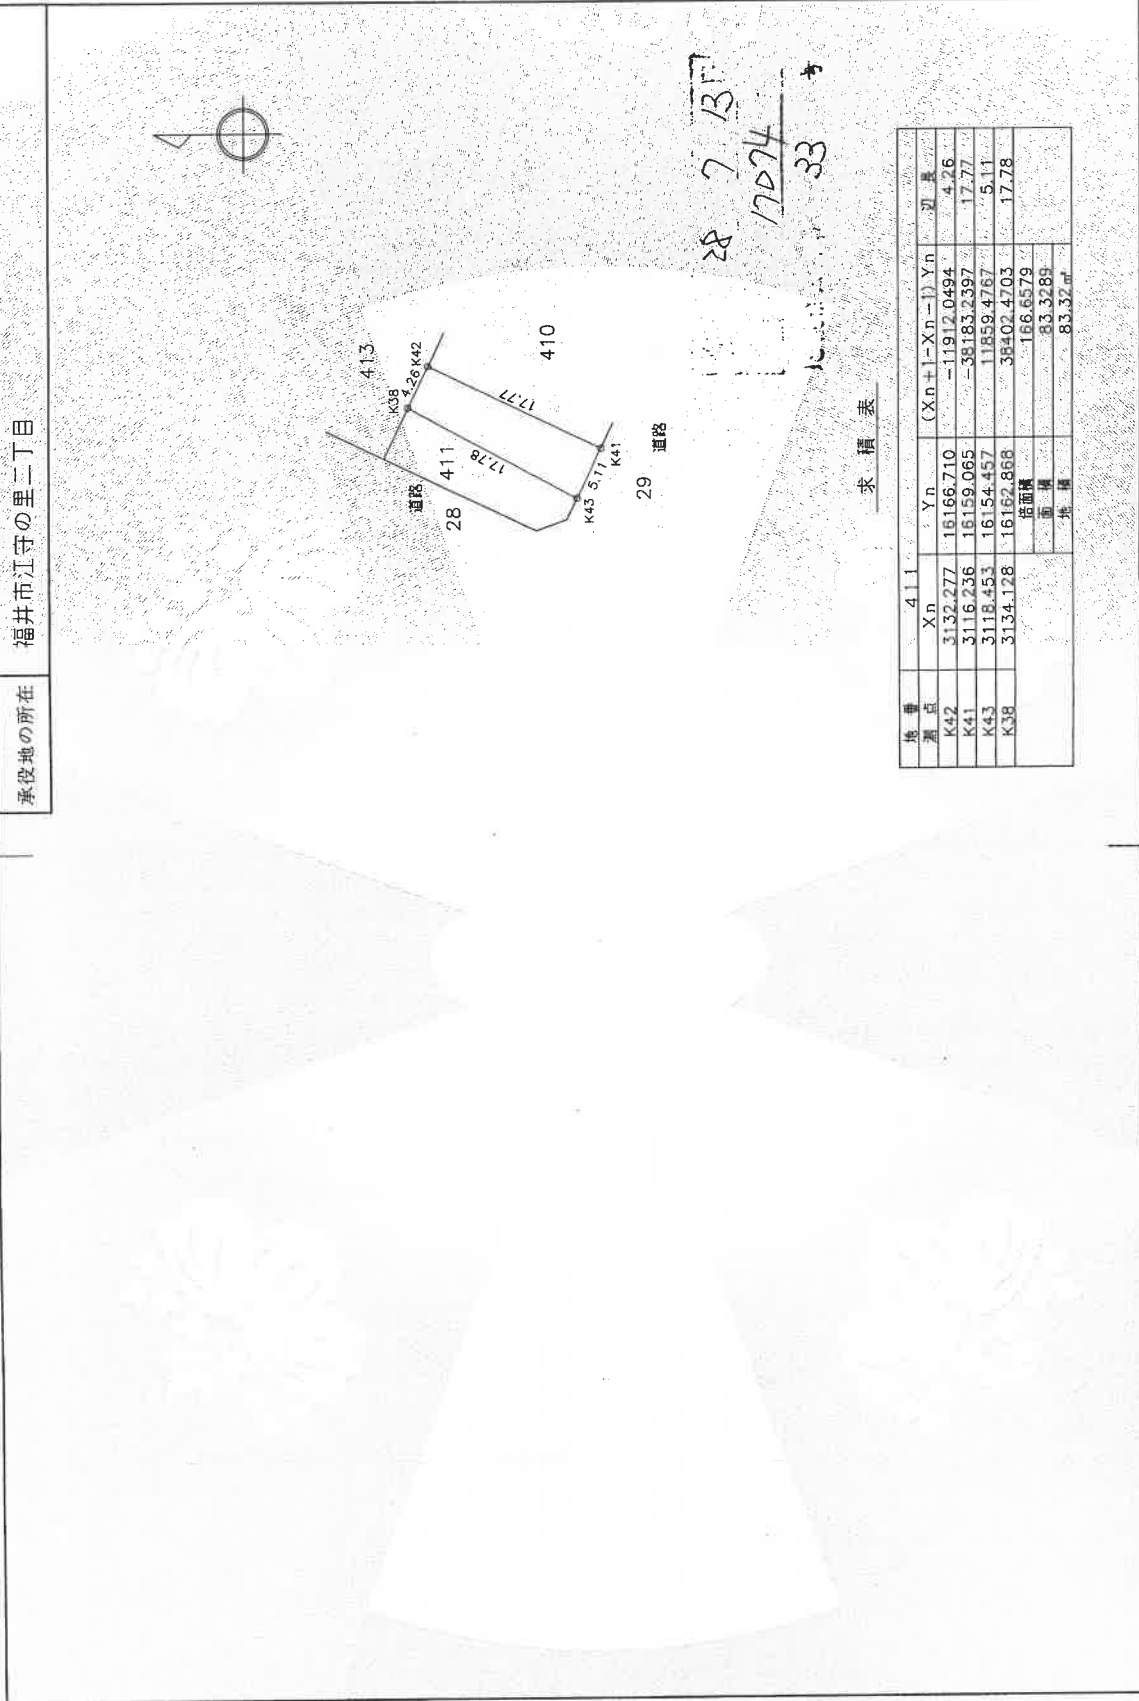 承役地の所在 福井市江守の里二丁目
413
K38 4.26 K42
道路 411
28
17.78
17.77
410
K43 5.11 K41
29 道路
28 7 13
17074
33 号
求積表
地番 411
測点 Xn Yn (Xn+1-Xn-1)Yn 辺長
K42 3132.277 16166.710 -11912.0494 4.26
K41 3116.236 16159.065 -38183.2397 17.77
K43 3118.453 16154.457 11859.4767 5.11
K38 3134.128 16162.868 38402.4703 17.78
倍面積 166.6579
面積 83.3289
地積 83.32㎡